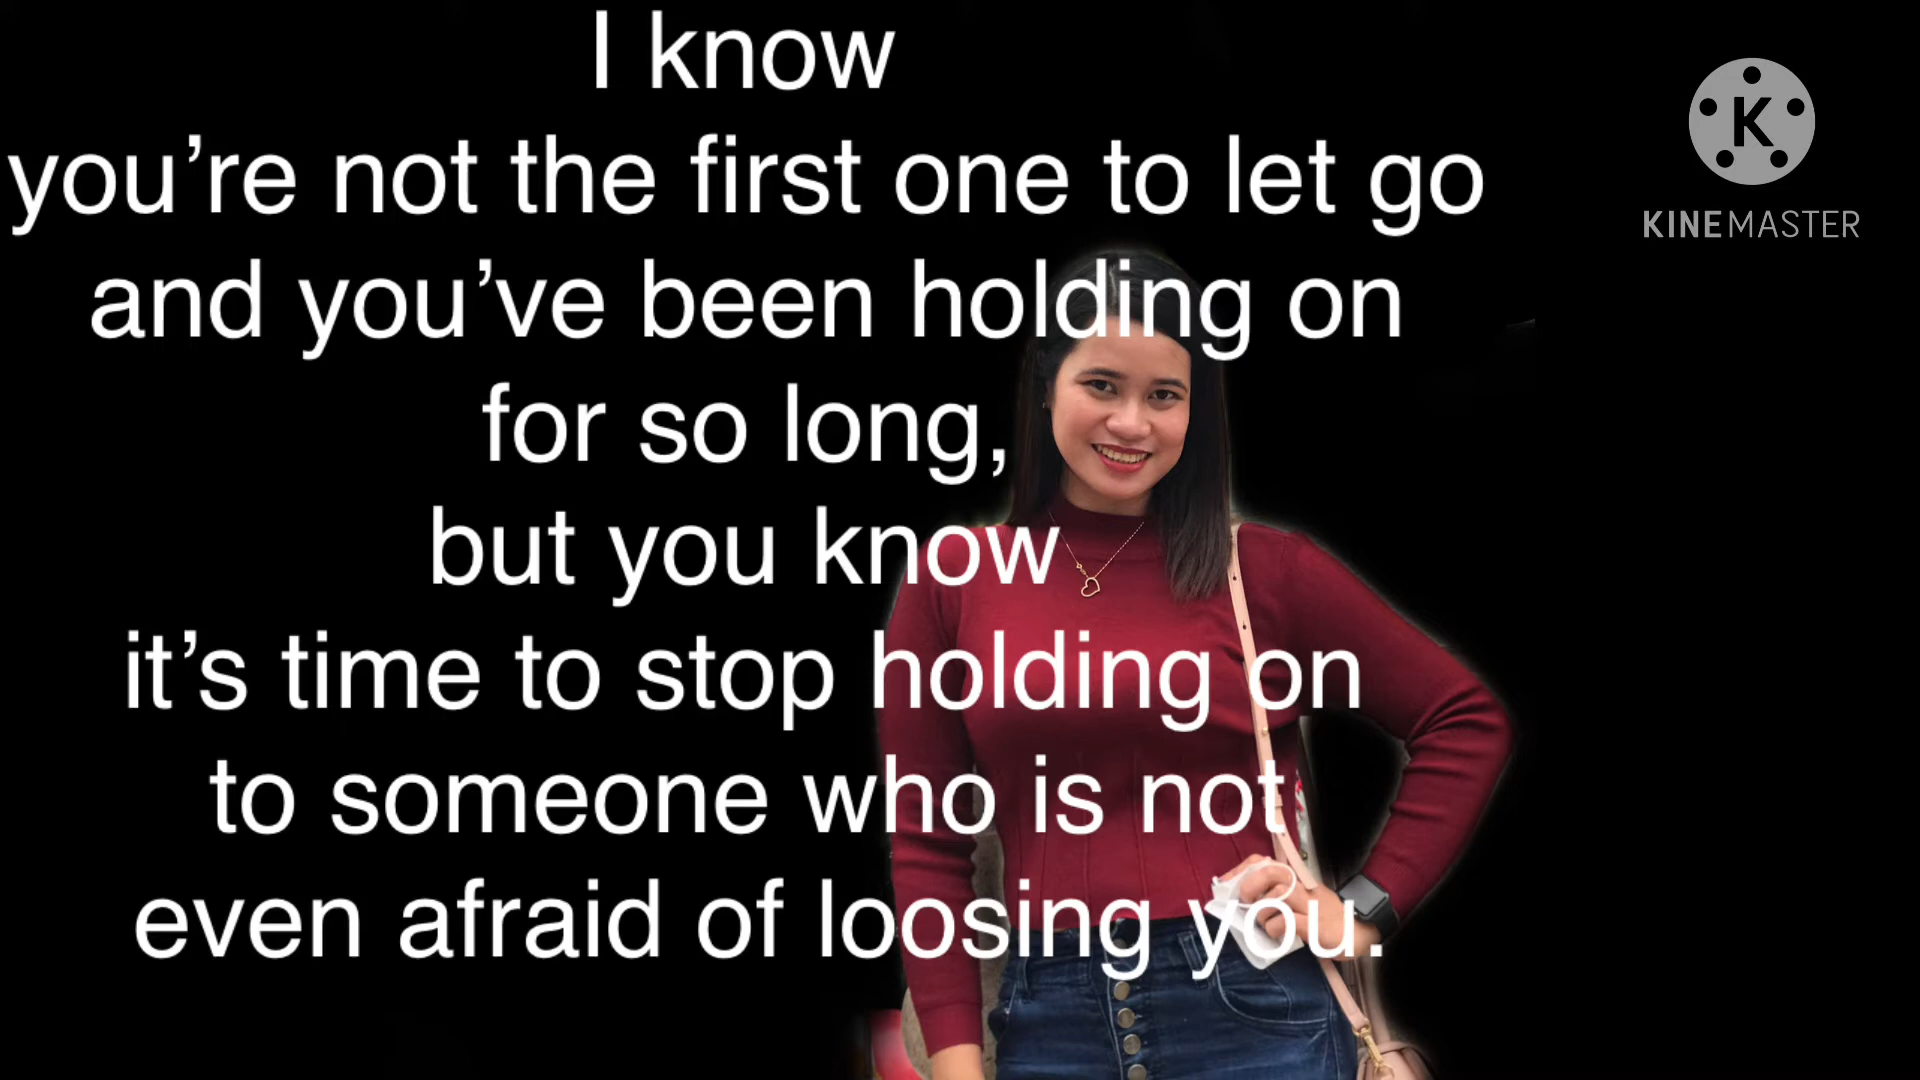 I know
you're not the first one to let go
and you've been holding on
for so long,
but you know
it's time to stop holding on
to someone who is not
even afraid of loosing you.
K
KINEMASTER